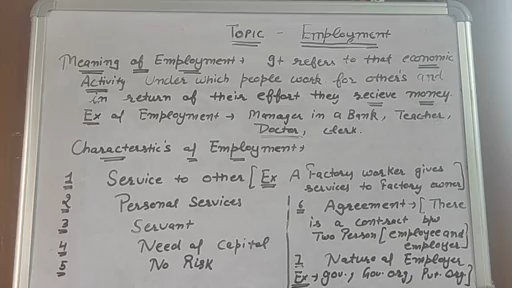 TOPIC - Employment
Meaning of Employment→ It refers to that economic
Activity under which people work for other's and
in return of their effort they recieve money.
Ex of Employment → Manager in a Bank, Teacher,
Doctor, clerk.
Characterstic's of Employment→
1 Service to other [Ex A Factory worker gives
services to Factory owner]
2 Personal Services
3 Servant
4 Need of Capital
5 No Risk
6 Agreement→ [There
is a contract b/w
Two Person [employee and
employer]
7 Nature of Employer
Ex→ gov., Gov. org, Pvt. Org.]